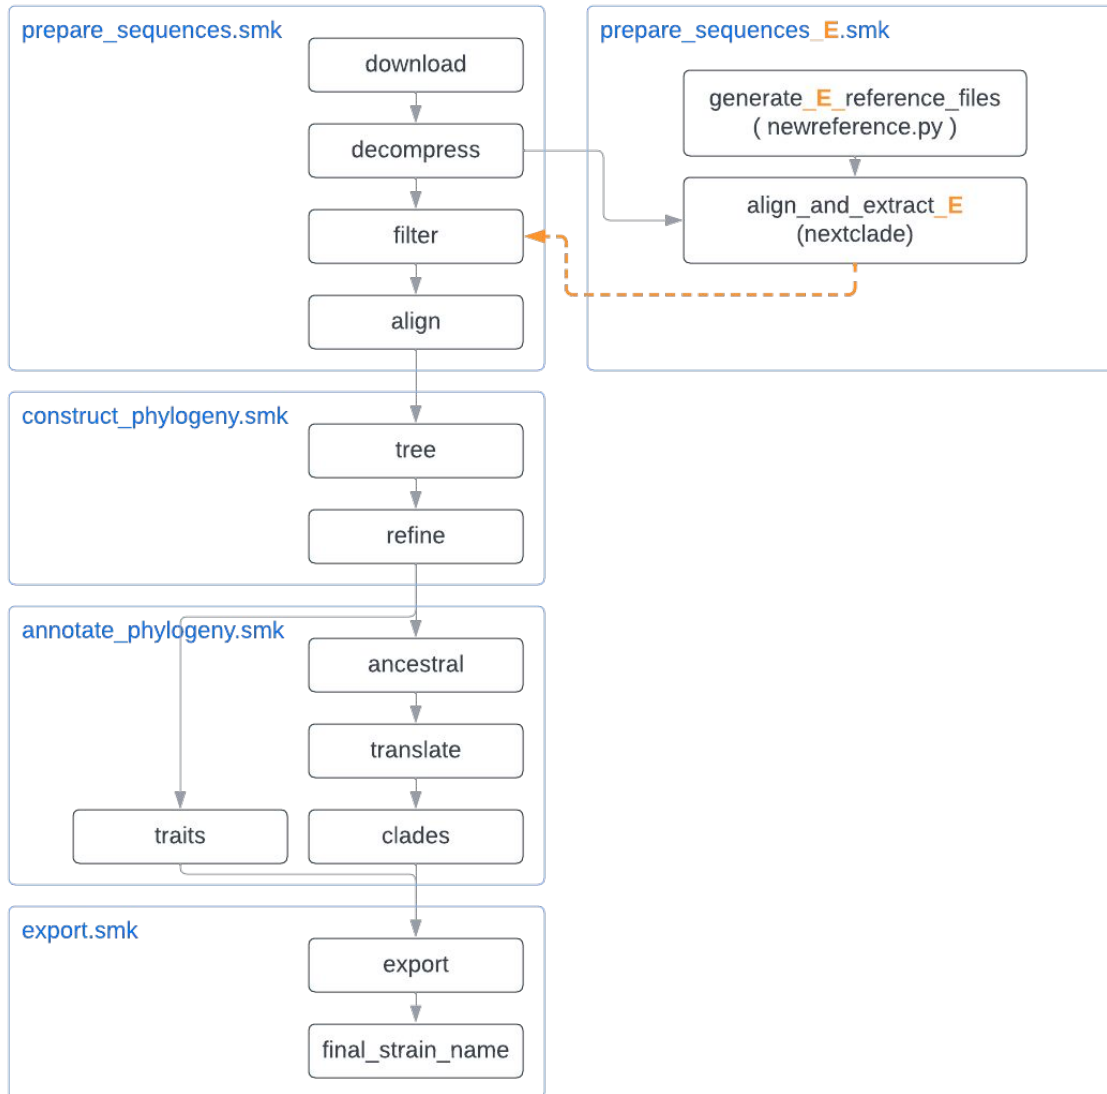 prepare_sequences.smk
download
decompress
filter
align
prepare_sequences_E.smk
generate_E_reference_files
( newreference.py )
align_and_extract_E
(nextclade)
construct_phylogeny.smk
tree
refine
annotate_phylogeny.smk
ancestral
translate
traits
clades
export.smk
export
final_strain_name